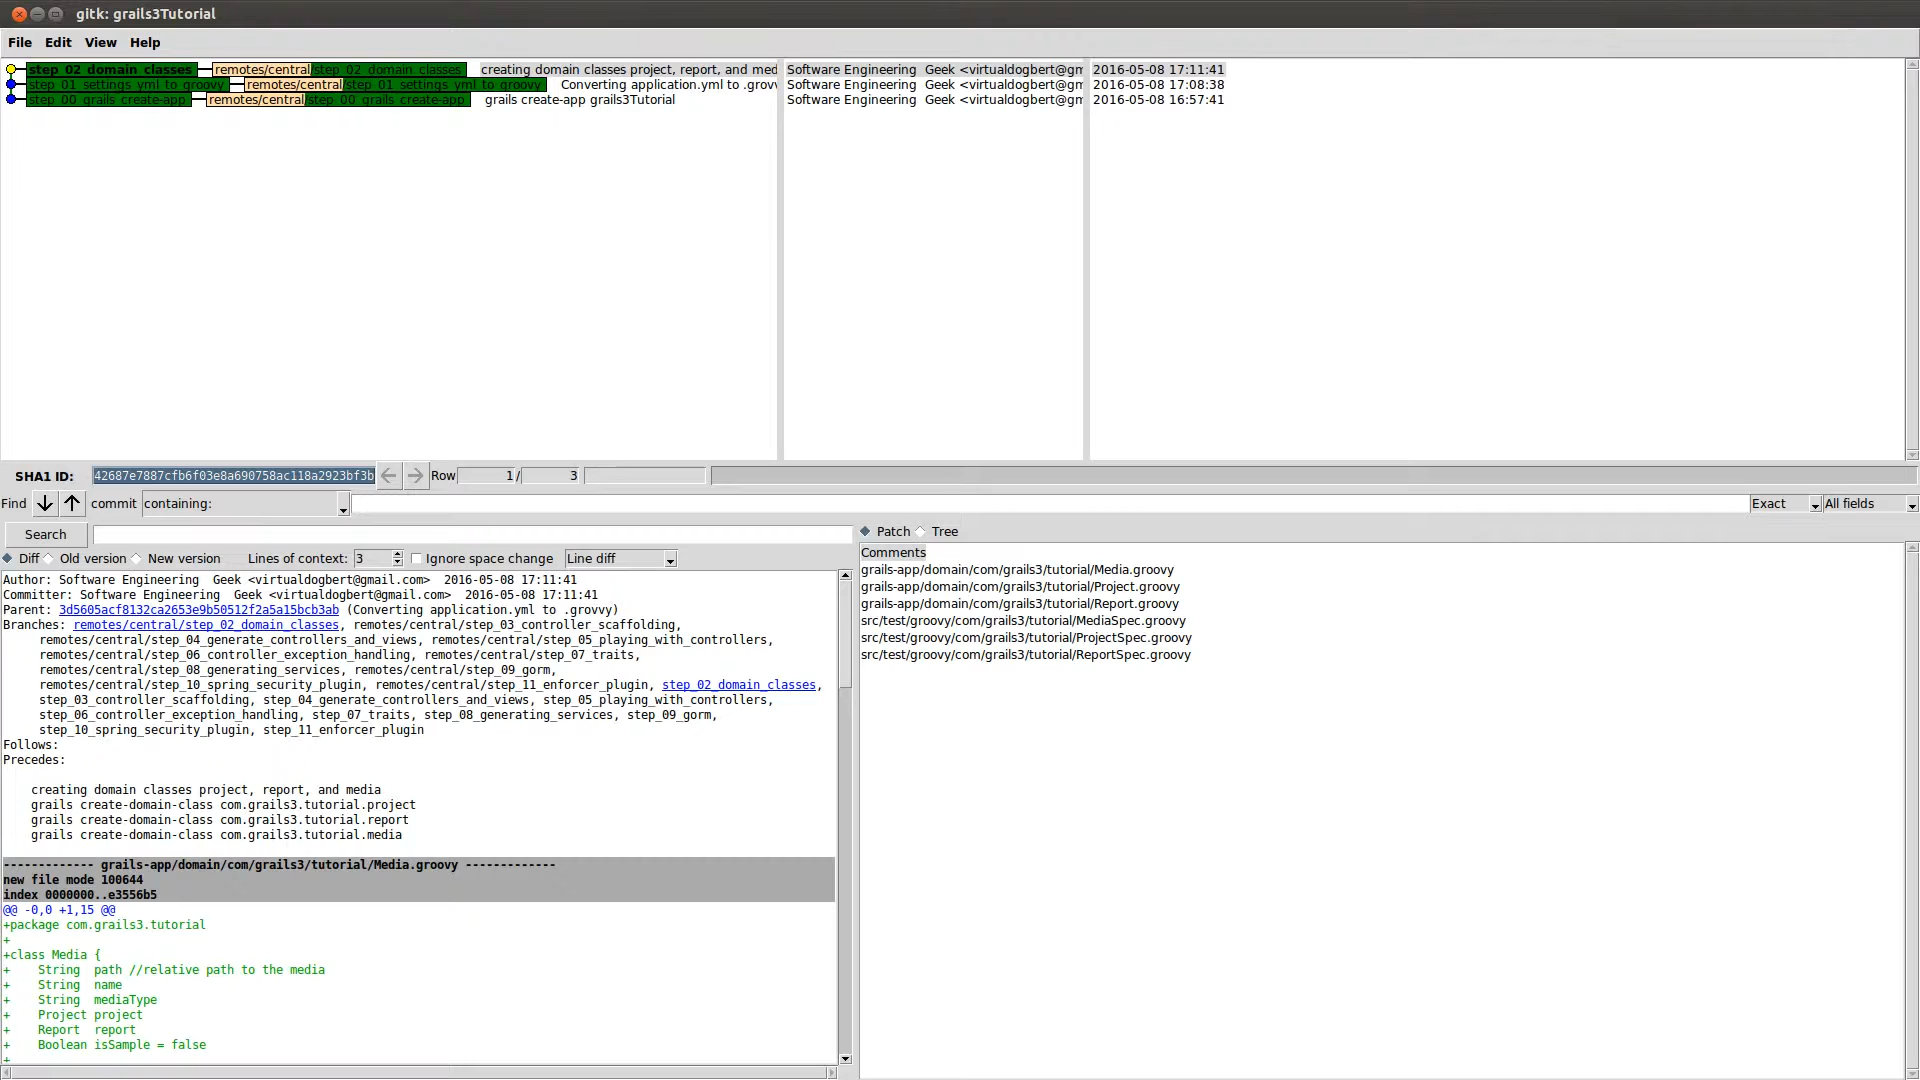 gitk: grails3Tutorial
File Edit View Help
step_02_domain_classes remotes/central/step_02_domain_classes creating domain classes project, report, and med Software Engineering  Geek <virtualdogbert@gm 2016-05-08 17:11:41
step_01_settings_yml_to_groovy remotes/central/step_01_settings_yml_to_groovy Converting application.yml to .grovv Software Engineering  Geek <virtualdogbert@gm 2016-05-08 17:08:38
step_00_grails_create-app remotes/central/step_00_grails_create-app grails create-app grails3Tutorial Software Engineering  Geek <virtualdogbert@gm 2016-05-08 16:57:41
SHA1 ID: 42687e7887cfb6f03e8a690758ac118a2923bf3b Row 1 / 3
Find commit containing: Exact All fields
Search Patch Tree
Diff Old version New version Lines of context: 3 Ignore space change Line diff
Author: Software Engineering  Geek <virtualdogbert@gmail.com>  2016-05-08 17:11:41
Committer: Software Engineering  Geek <virtualdogbert@gmail.com>  2016-05-08 17:11:41
Parent: 3d5605acf8132ca2653e9b50512f2a5a15bcb3ab (Converting application.yml to .grovvy)
Branches: remotes/central/step_02_domain_classes, remotes/central/step_03_controller_scaffolding,
remotes/central/step_04_generate_controllers_and_views, remotes/central/step_05_playing_with_controllers,
remotes/central/step_06_controller_exception_handling, remotes/central/step_07_traits,
remotes/central/step_08_generating_services, remotes/central/step_09_gorm,
remotes/central/step_10_spring_security_plugin, remotes/central/step_11_enforcer_plugin, step_02_domain_classes,
step_03_controller_scaffolding, step_04_generate_controllers_and_views, step_05_playing_with_controllers,
step_06_controller_exception_handling, step_07_traits, step_08_generating_services, step_09_gorm,
step_10_spring_security_plugin, step_11_enforcer_plugin
Follows:
Precedes:
creating domain classes project, report, and media
grails create-domain-class com.grails3.tutorial.project
grails create-domain-class com.grails3.tutorial.report
grails create-domain-class com.grails3.tutorial.media
------------- grails-app/domain/com/grails3/tutorial/Media.groovy -------------
new file mode 100644
index 0000000..e3556b5
@@ -0,0 +1,15 @@
+package com.grails3.tutorial
+
+class Media {
+    String  path //relative path to the media
+    String  name
+    String  mediaType
+    Project project
+    Report  report
+    Boolean isSample = false
+
Comments
grails-app/domain/com/grails3/tutorial/Media.groovy
grails-app/domain/com/grails3/tutorial/Project.groovy
grails-app/domain/com/grails3/tutorial/Report.groovy
src/test/groovy/com/grails3/tutorial/MediaSpec.groovy
src/test/groovy/com/grails3/tutorial/ProjectSpec.groovy
src/test/groovy/com/grails3/tutorial/ReportSpec.groovy